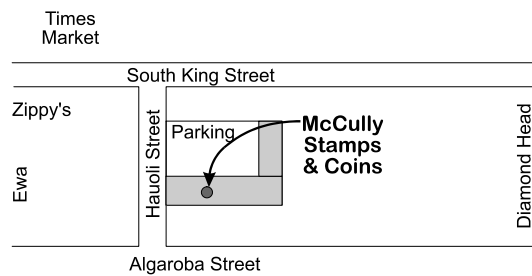 Times
Market
South King Street
Zippy's
Parking
McCully
Stamps
& Coins
Hauoli Street
Ewa
Diamond Head
Algaroba Street